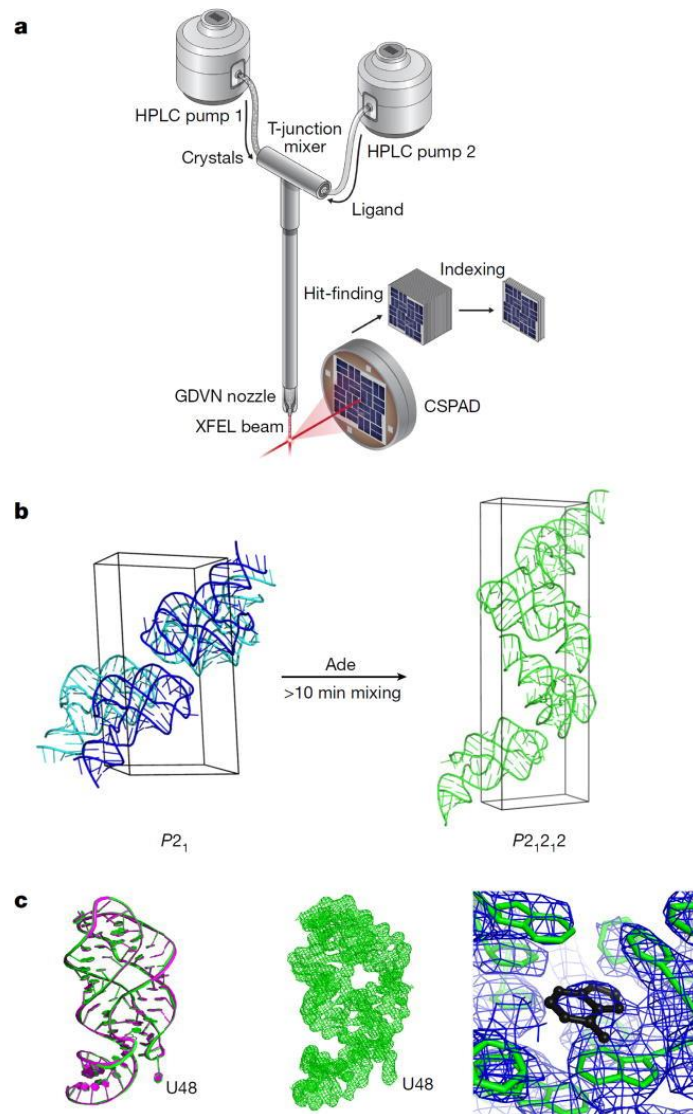 a
HPLC pump 1
T-junction
mixer
HPLC pump 2
Crystals
Ligand
Hit-finding
Indexing
GDVN nozzle
CSPAD
XFEL beam
b
Ade
>10 min mixing
P2₁
P2₁2₁2
c
U48
U48